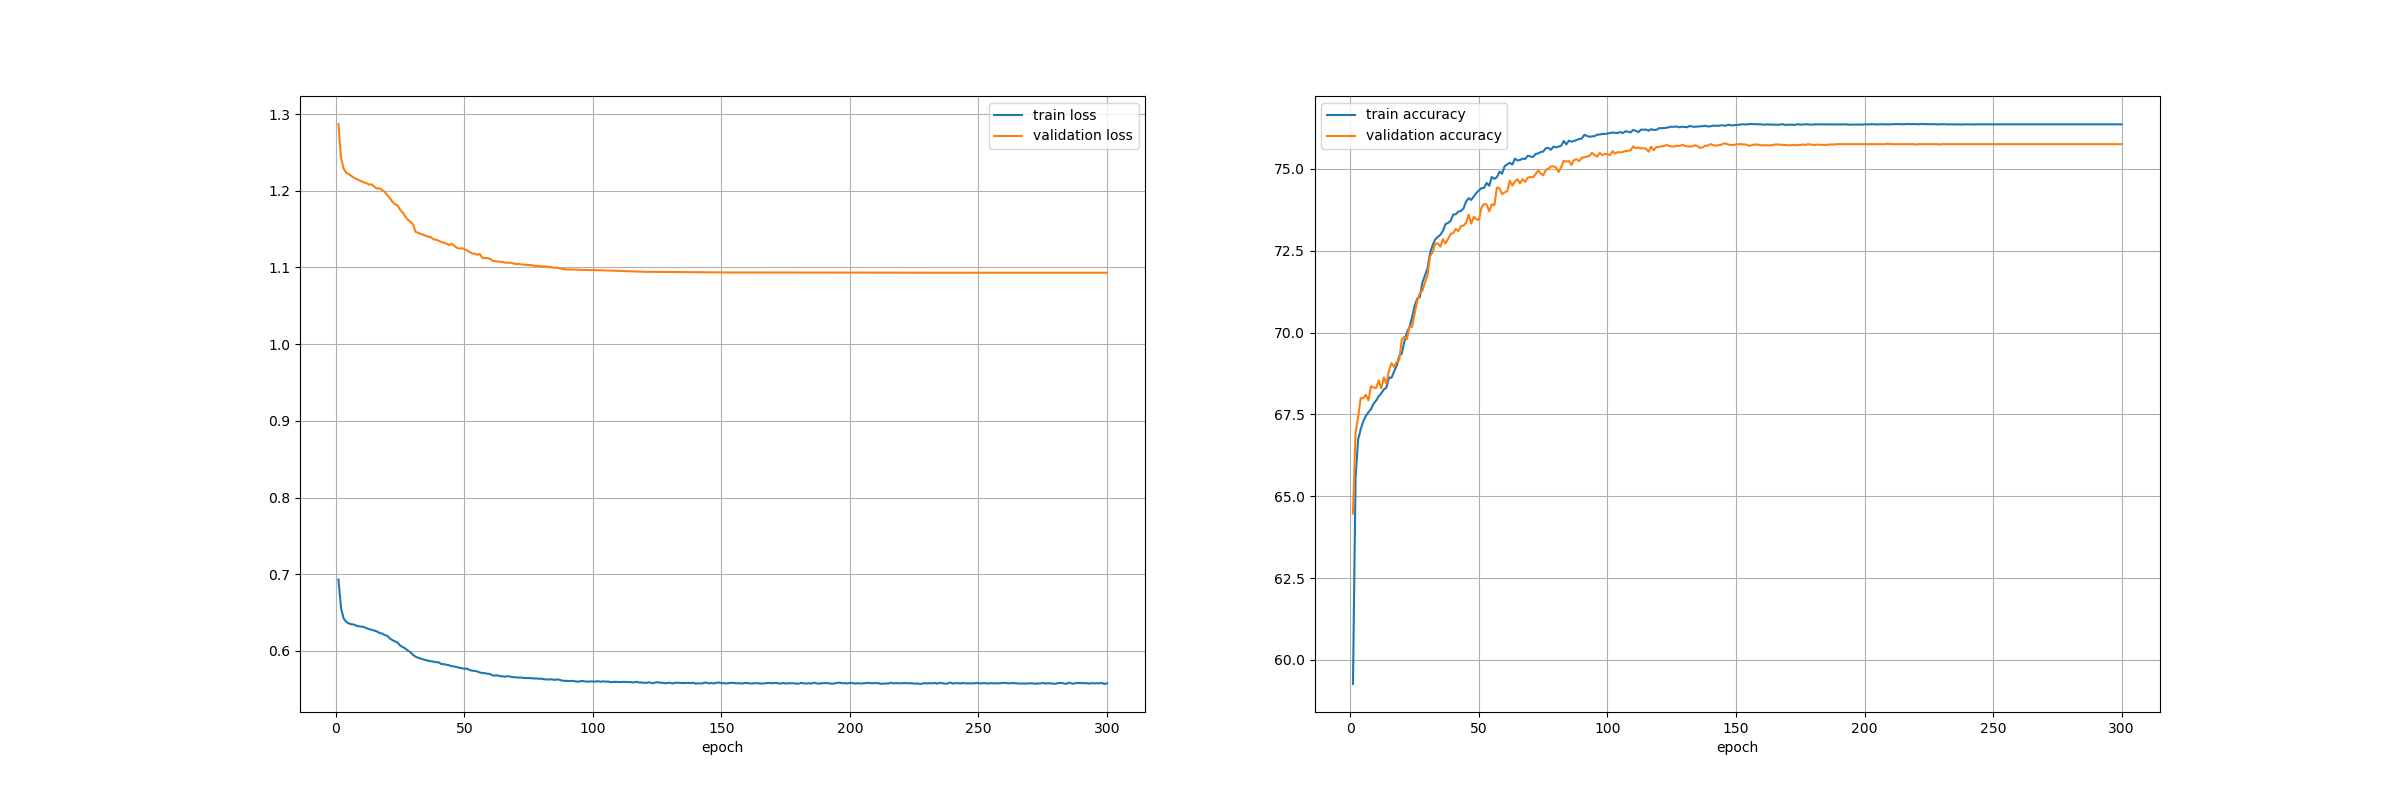 train loss
validation loss
1.3
1.2
1.1
1.0
0.9
0.8
0.7
0.6
0 50 100 150 200 250 300
epoch
train accuracy
validation accuracy
75.0
72.5
70.0
67.5
65.0
62.5
60.0
0 50 100 150 200 250 300
epoch